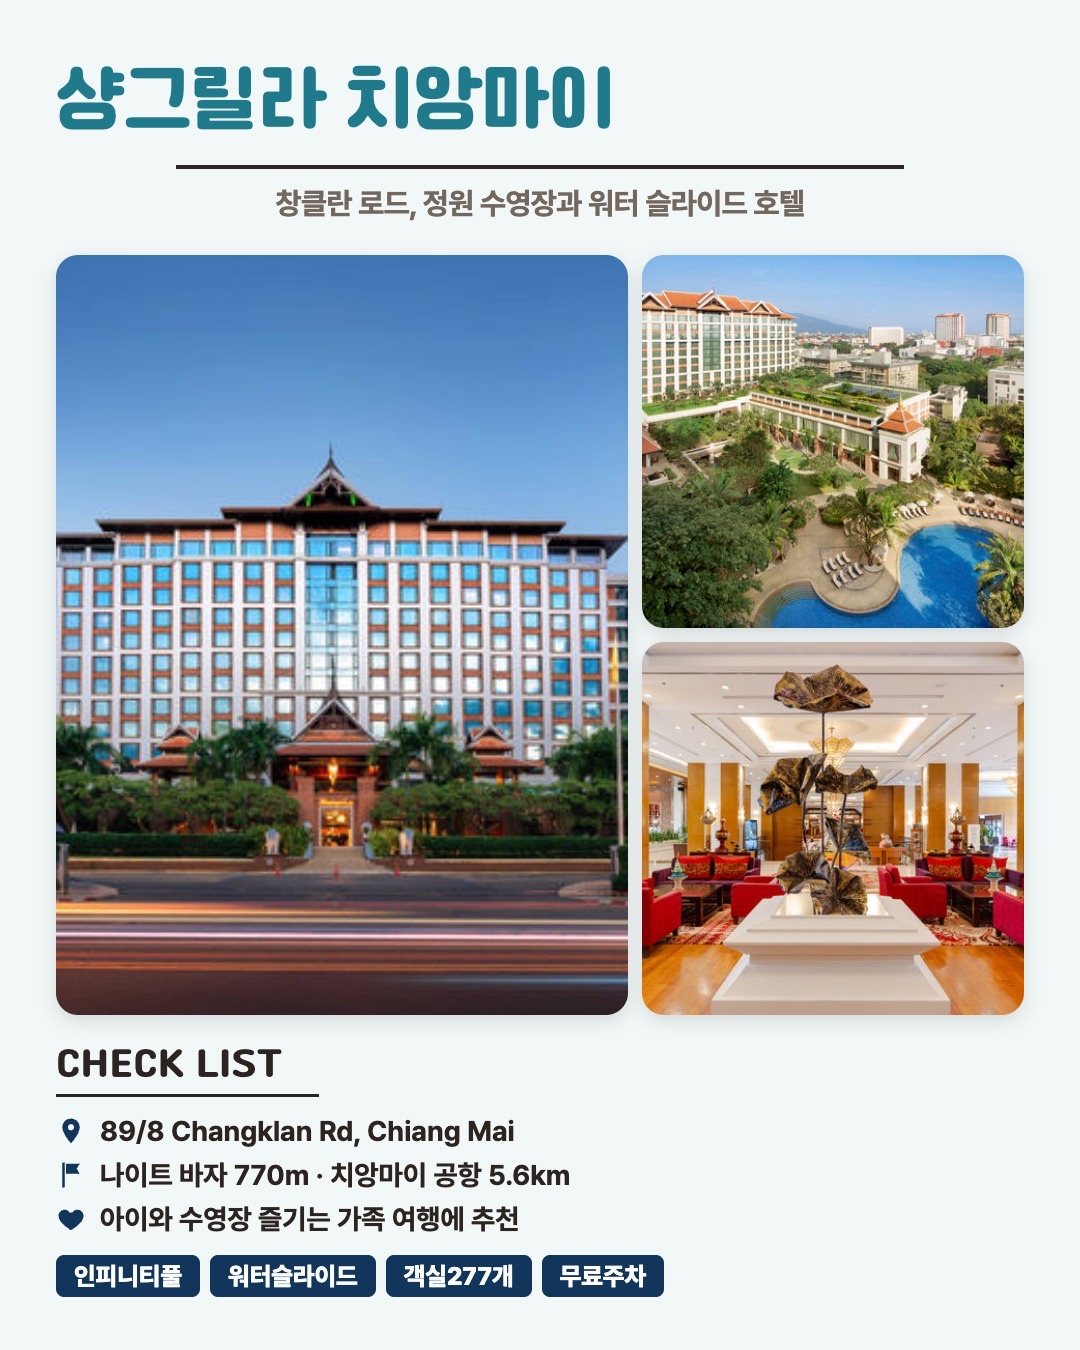 샹그릴라 치앙마이
창클란 로드, 정원 수영장과 워터 슬라이드 호텔
CHECK LIST
89/8 Changklan Rd, Chiang Mai
나이트 바자 770m · 치앙마이 공항 5.6km
아이와 수영장 즐기는 가족 여행에 추천
인피니티풀 워터슬라이드 객실277개 무료주차